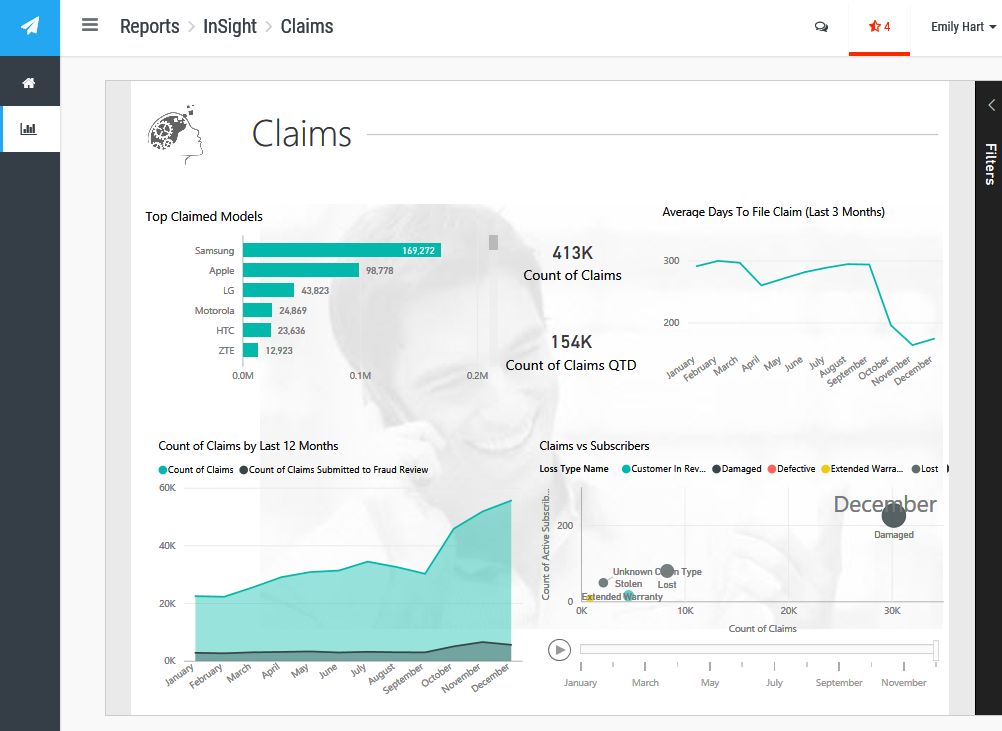 Reports > InSight > Claims
4
Emily Hart
Filters
Claims
Top Claimed Models
Samsung 169,272
Apple 98,778
LG 43,823
Motorola 24,869
HTC 23,636
ZTE 12,923
0.0M 0.1M 0.2M
413K
Count of Claims
154K
Count of Claims QTD
Average Days To File Claim (Last 3 Months)
300
200
January February March April May June July August September October November December
Count of Claims by Last 12 Months
Count of Claims Count of Claims Submitted to Fraud Review
60K
40K
20K
0K
January February March April May June July August September October November December
Claims vs Subscribers
Loss Type Name Customer In Rev... Damaged Defective Extended Warra... Lost
Count of Active Subscrib...
200
0
December
Damaged
Unknown Type
Stolen Lost
Extended Warranty
0K 10K 20K 30K
Count of Claims
January March May July September November